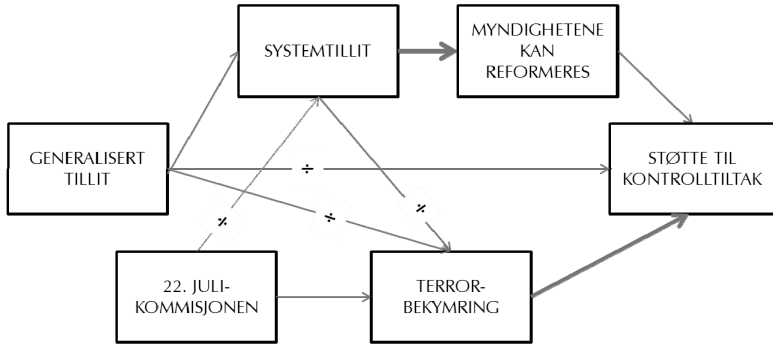 SYSTEMTILLIT
MYNDIGHETENE
KAN
REFORMERES
GENERALISERT
TILLIT
÷
STØTTE TIL
KONTROLLTILTAK
÷
÷
÷
22. JULI-
KOMMISJONEN
TERROR-
BEKYMRING